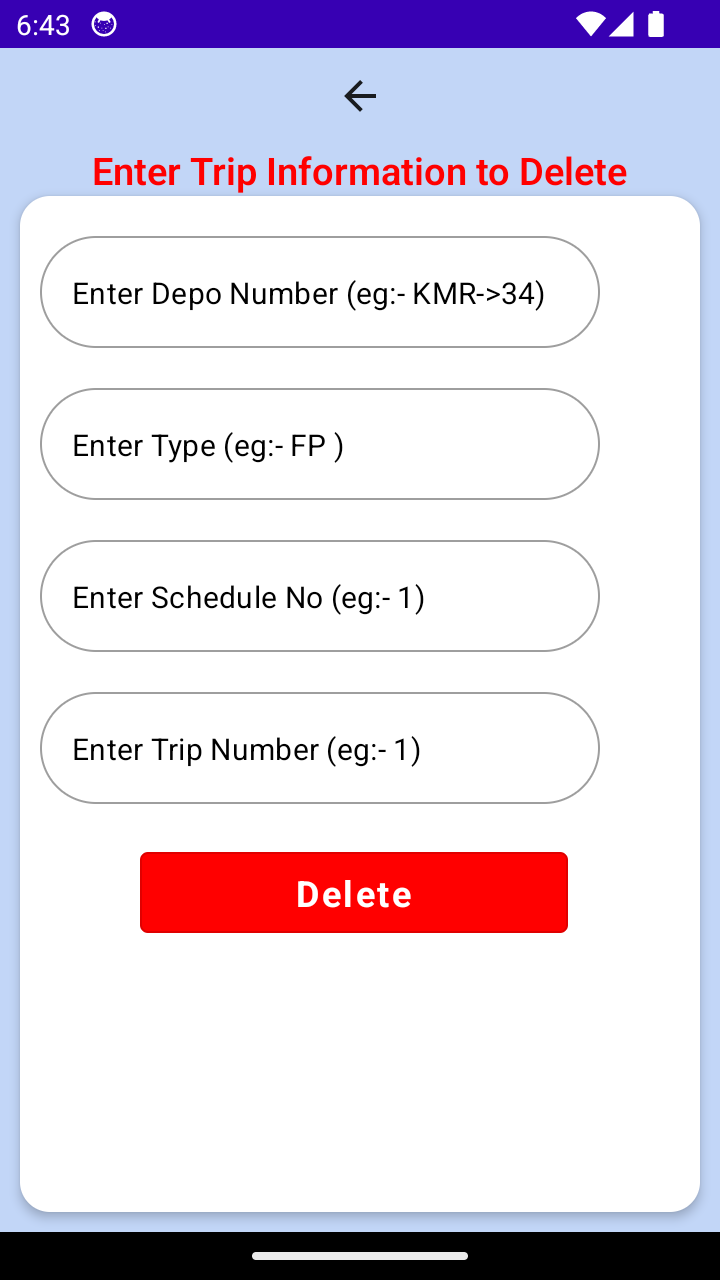 6:43
Enter Trip Information to Delete
Enter Depo Number (eg:- KMR->34)
Enter Type (eg:- FP )
Enter Schedule No (eg:- 1)
Enter Trip Number (eg:- 1)
Delete